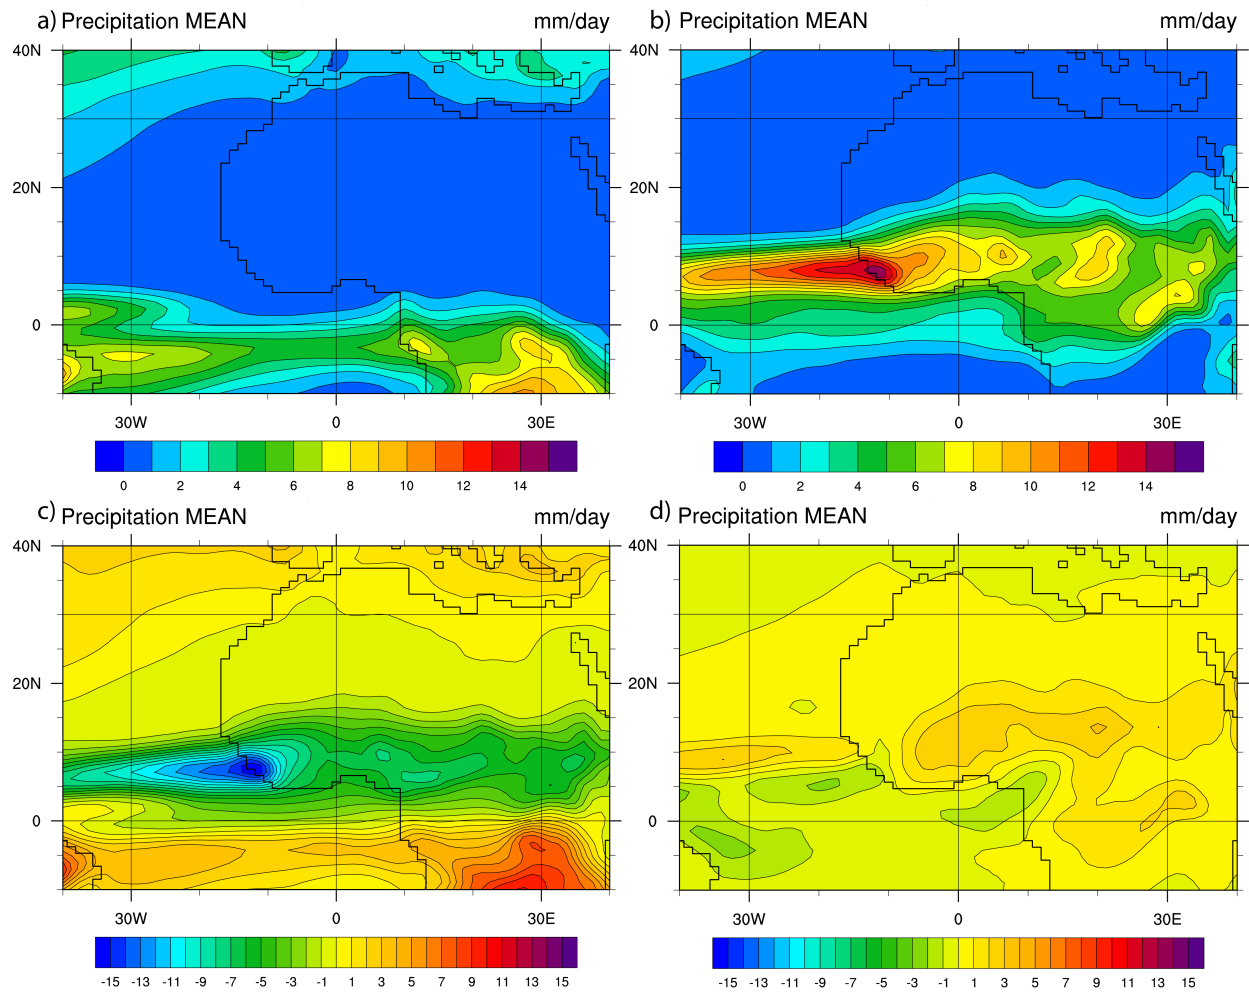 a) Precipitation MEAN mm/day
40N
20N
0
30W 0 30E
0 2 4 6 8 10 12 14
b) Precipitation MEAN mm/day
40N
20N
0
30W 0 30E
0 2 4 6 8 10 12 14
c) Precipitation MEAN mm/day
40N
20N
0
30W 0 30E
-15 -13 -11 -9 -7 -5 -3 -1 1 3 5 7 9 11 13 15
d) Precipitation MEAN mm/day
40N
20N
0
30W 0 30E
-15 -13 -11 -9 -7 -5 -3 -1 1 3 5 7 9 11 13 15